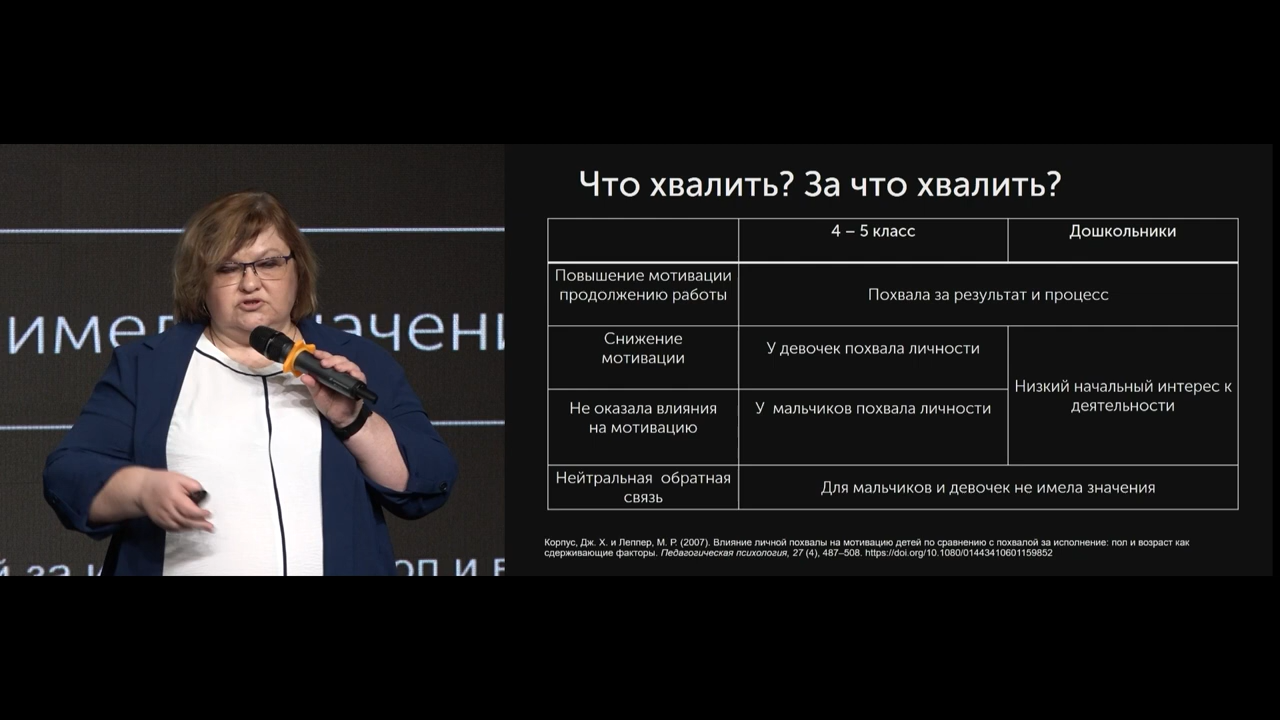 имел значени
й за и оп и в
Что хвалить? За что хвалить?
4 – 5 класс
Дошкольники
Повышение мотивации
продолжению работы
Похвала за результат и процесс
Снижение
мотивации
У девочек похвала личности
Низкий начальный интерес к
деятельности
Не оказала влияния
на мотивацию
У мальчиков похвала личности
Нейтральная обратная
связь
Для мальчиков и девочек не имела значения
Корпус, Дж. Х. и Леппер, М. Р. (2007). Влияние личной похвалы на мотивацию детей по сравнению с похвалой за исполнение: пол и возраст как
сдерживающие факторы. Педагогическая психология, 27 (4), 487–508. https://doi.org/10.1080/01443410601159852